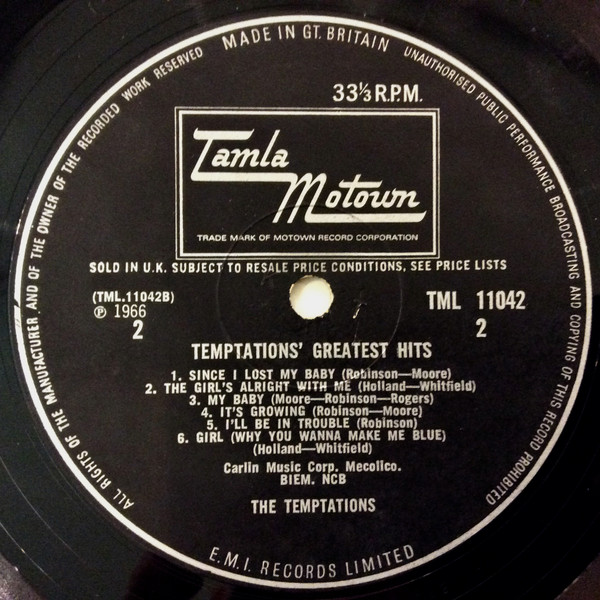 MADE IN GT. BRITAIN
UNAUTHORISED PUBLIC PERFORMANCE BROADCASTING AND COPYING OF THIS RECORD PROHIBITED
ALL RIGHTS OF THE MANUFACTURER AND OF THE OWNER OF THE RECORDED WORK RESERVED
33⅓ R.P.M.
Tamla
Motown
TRADE MARK OF MOTOWN RECORD CORPORATION
SOLD IN U.K. SUBJECT TO RESALE PRICE CONDITIONS, SEE PRICE LISTS
(TML.11042B)
Ⓟ 1966
2
TML 11042
2
TEMPTATIONS' GREATEST HITS
1. SINCE I LOST MY BABY (Robinson—Moore)
2. THE GIRL'S ALRIGHT WITH ME (Holland—Whitfield)
3. MY BABY (Moore—Robinson—Rogers)
4. IT'S GROWING (Robinson—Moore)
5. I'LL BE IN TROUBLE (Robinson)
6. GIRL (WHY YOU WANNA MAKE ME BLUE)
(Holland—Whitfield)
Carlin Music Corp. Mecolico.
BIEM. NCB
THE TEMPTATIONS
E.M.I. RECORDS LIMITED